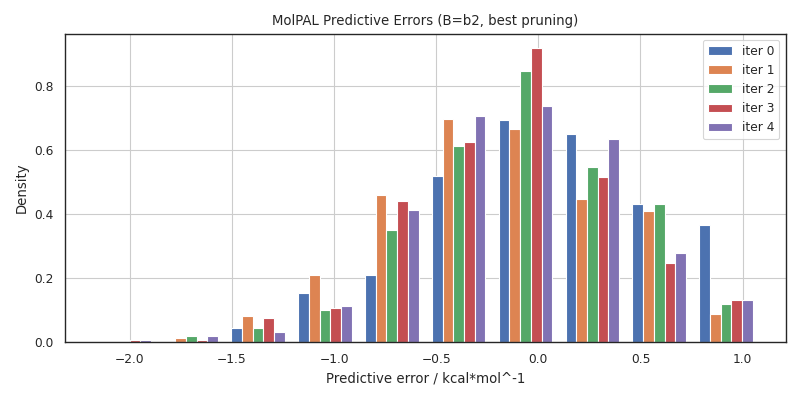 MolPAL Predictive Errors (B=b2, best pruning)
iter 0
iter 1
iter 2
iter 3
iter 4
Density
0.8
0.6
0.4
0.2
0.0
−2.0 −1.5 −1.0 −0.5 0.0 0.5 1.0
Predictive error / kcal*mol^-1